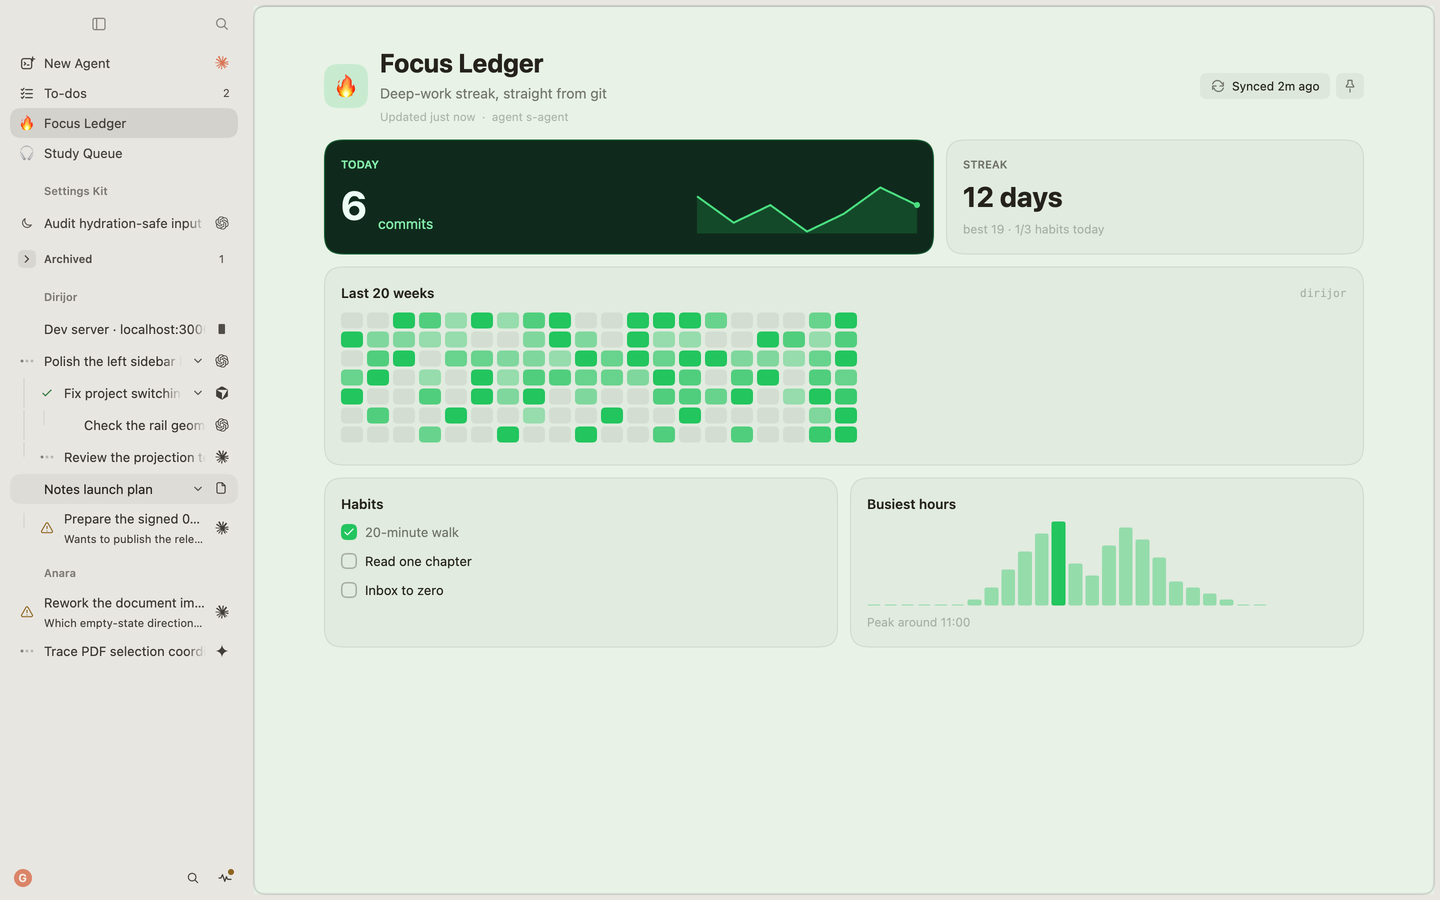 New Agent
To-dos 2
Focus Ledger
Study Queue
Settings Kit
Audit hydration-safe input
Archived 1
Dirijor
Dev server · localhost:300
Polish the left sidebar
Fix project switchin
Check the rail geom
Review the projection
Notes launch plan
Prepare the signed 0...
Wants to publish the rele...
Anara
Rework the document im...
Which empty-state direction...
Trace PDF selection coord
G
Focus Ledger
Deep-work streak, straight from git
Updated just now · agent s-agent
Synced 2m ago
TODAY
6 commits
STREAK
12 days
best 19 · 1/3 habits today
Last 20 weeks
dirijor
Habits
20-minute walk
Read one chapter
Inbox to zero
Busiest hours
Peak around 11:00